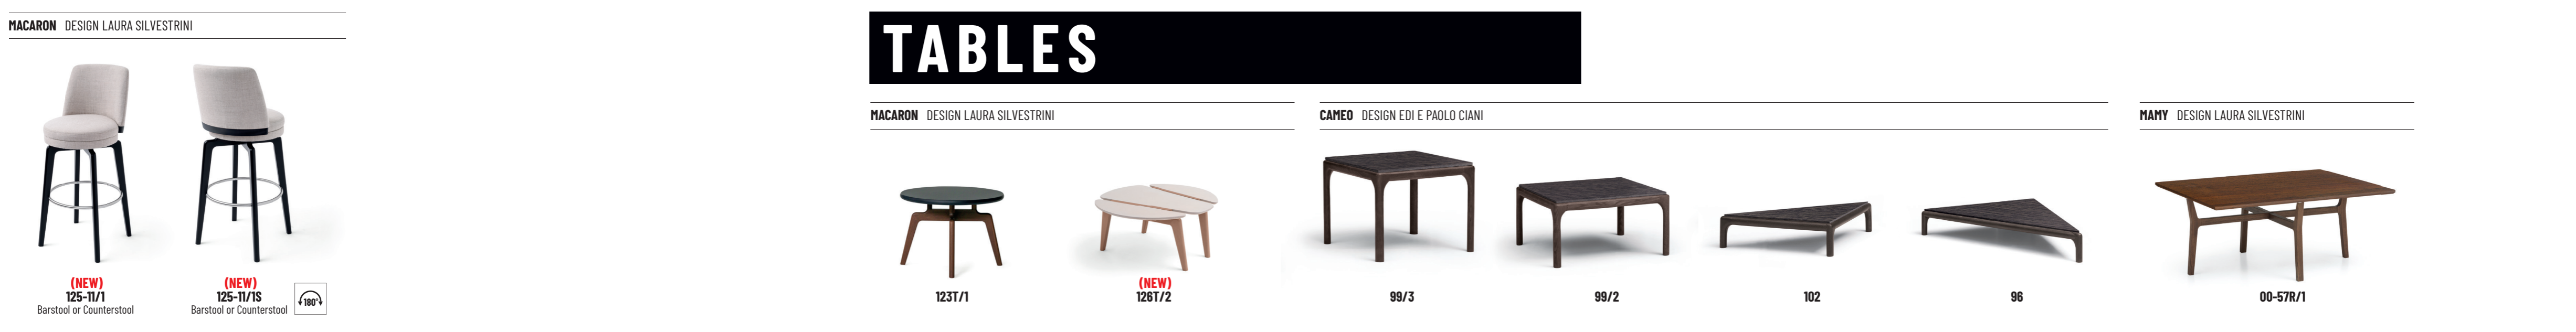 MACARON DESIGN LAURA SILVESTRINI
(NEW)
125-11/1
Barstool or Counterstool
(NEW)
125-11/1S
Barstool or Counterstool
180°
TABLES
MACARON DESIGN LAURA SILVESTRINI
123T/1
(NEW)
126T/2
CAMEO DESIGN EDI E PAOLO CIANI
99/3
99/2
102
96
MAMY DESIGN LAURA SILVESTRINI
00-57R/1